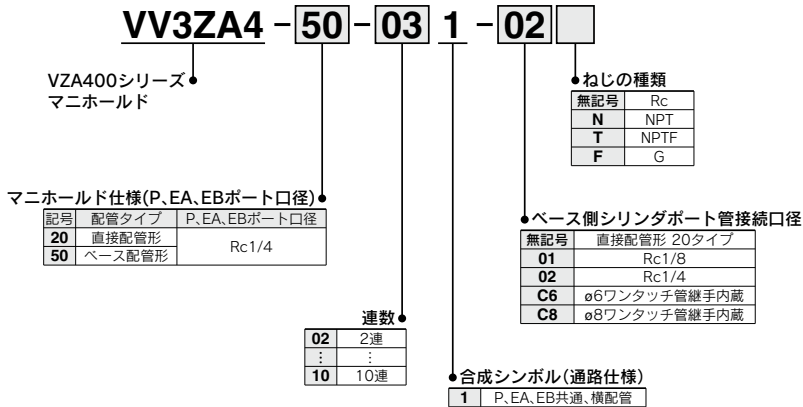 VV3ZA4 - 50 - 03 1 - 02
VZA400シリーズ
マニホールド
ねじの種類
無記号 Rc
N NPT
T NPTF
F G
マニホールド仕様(P、EA、EBポート口径)
記号 配管タイプ P、EA、EBポート口径
20 直接配管形 Rc1/4
50 ベース配管形
ベース側シリンダポート管接続口径
無記号 直接配管形 20タイプ
01 Rc1/8
02 Rc1/4
C6 ø6ワンタッチ管継手内蔵
C8 ø8ワンタッチ管継手内蔵
連数
02 2連
⋮ ⋮
10 10連
合成シンボル(通路仕様)
1 P、EA、EB共通、横配管